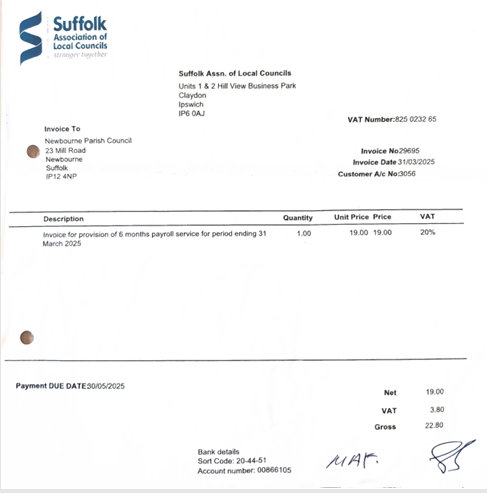 Suffolk
Association of
Local Councils
stronger together
Suffolk Assn. of Local Councils
Units 1 & 2 Hill View Business Park
Claydon
Ipswich
IP6 0AJ
VAT Number:825 0232 65
Invoice To
Newbourne Parish Council
23 Mill Road
Newbourne
Suffolk
IP12 4NP
Invoice No29695
Invoice Date 31/03/2025
Customer A/c No:3056
Description Quantity Unit Price Price VAT
Invoice for provision of 6 months payroll service for period ending 31 1.00 19.00 19.00 20%
March 2025
Payment DUE DATE30/05/2025
Net 19.00
VAT 3.80
Gross 22.80
Bank details
Sort Code: 20-44-51
Account number: 00866105